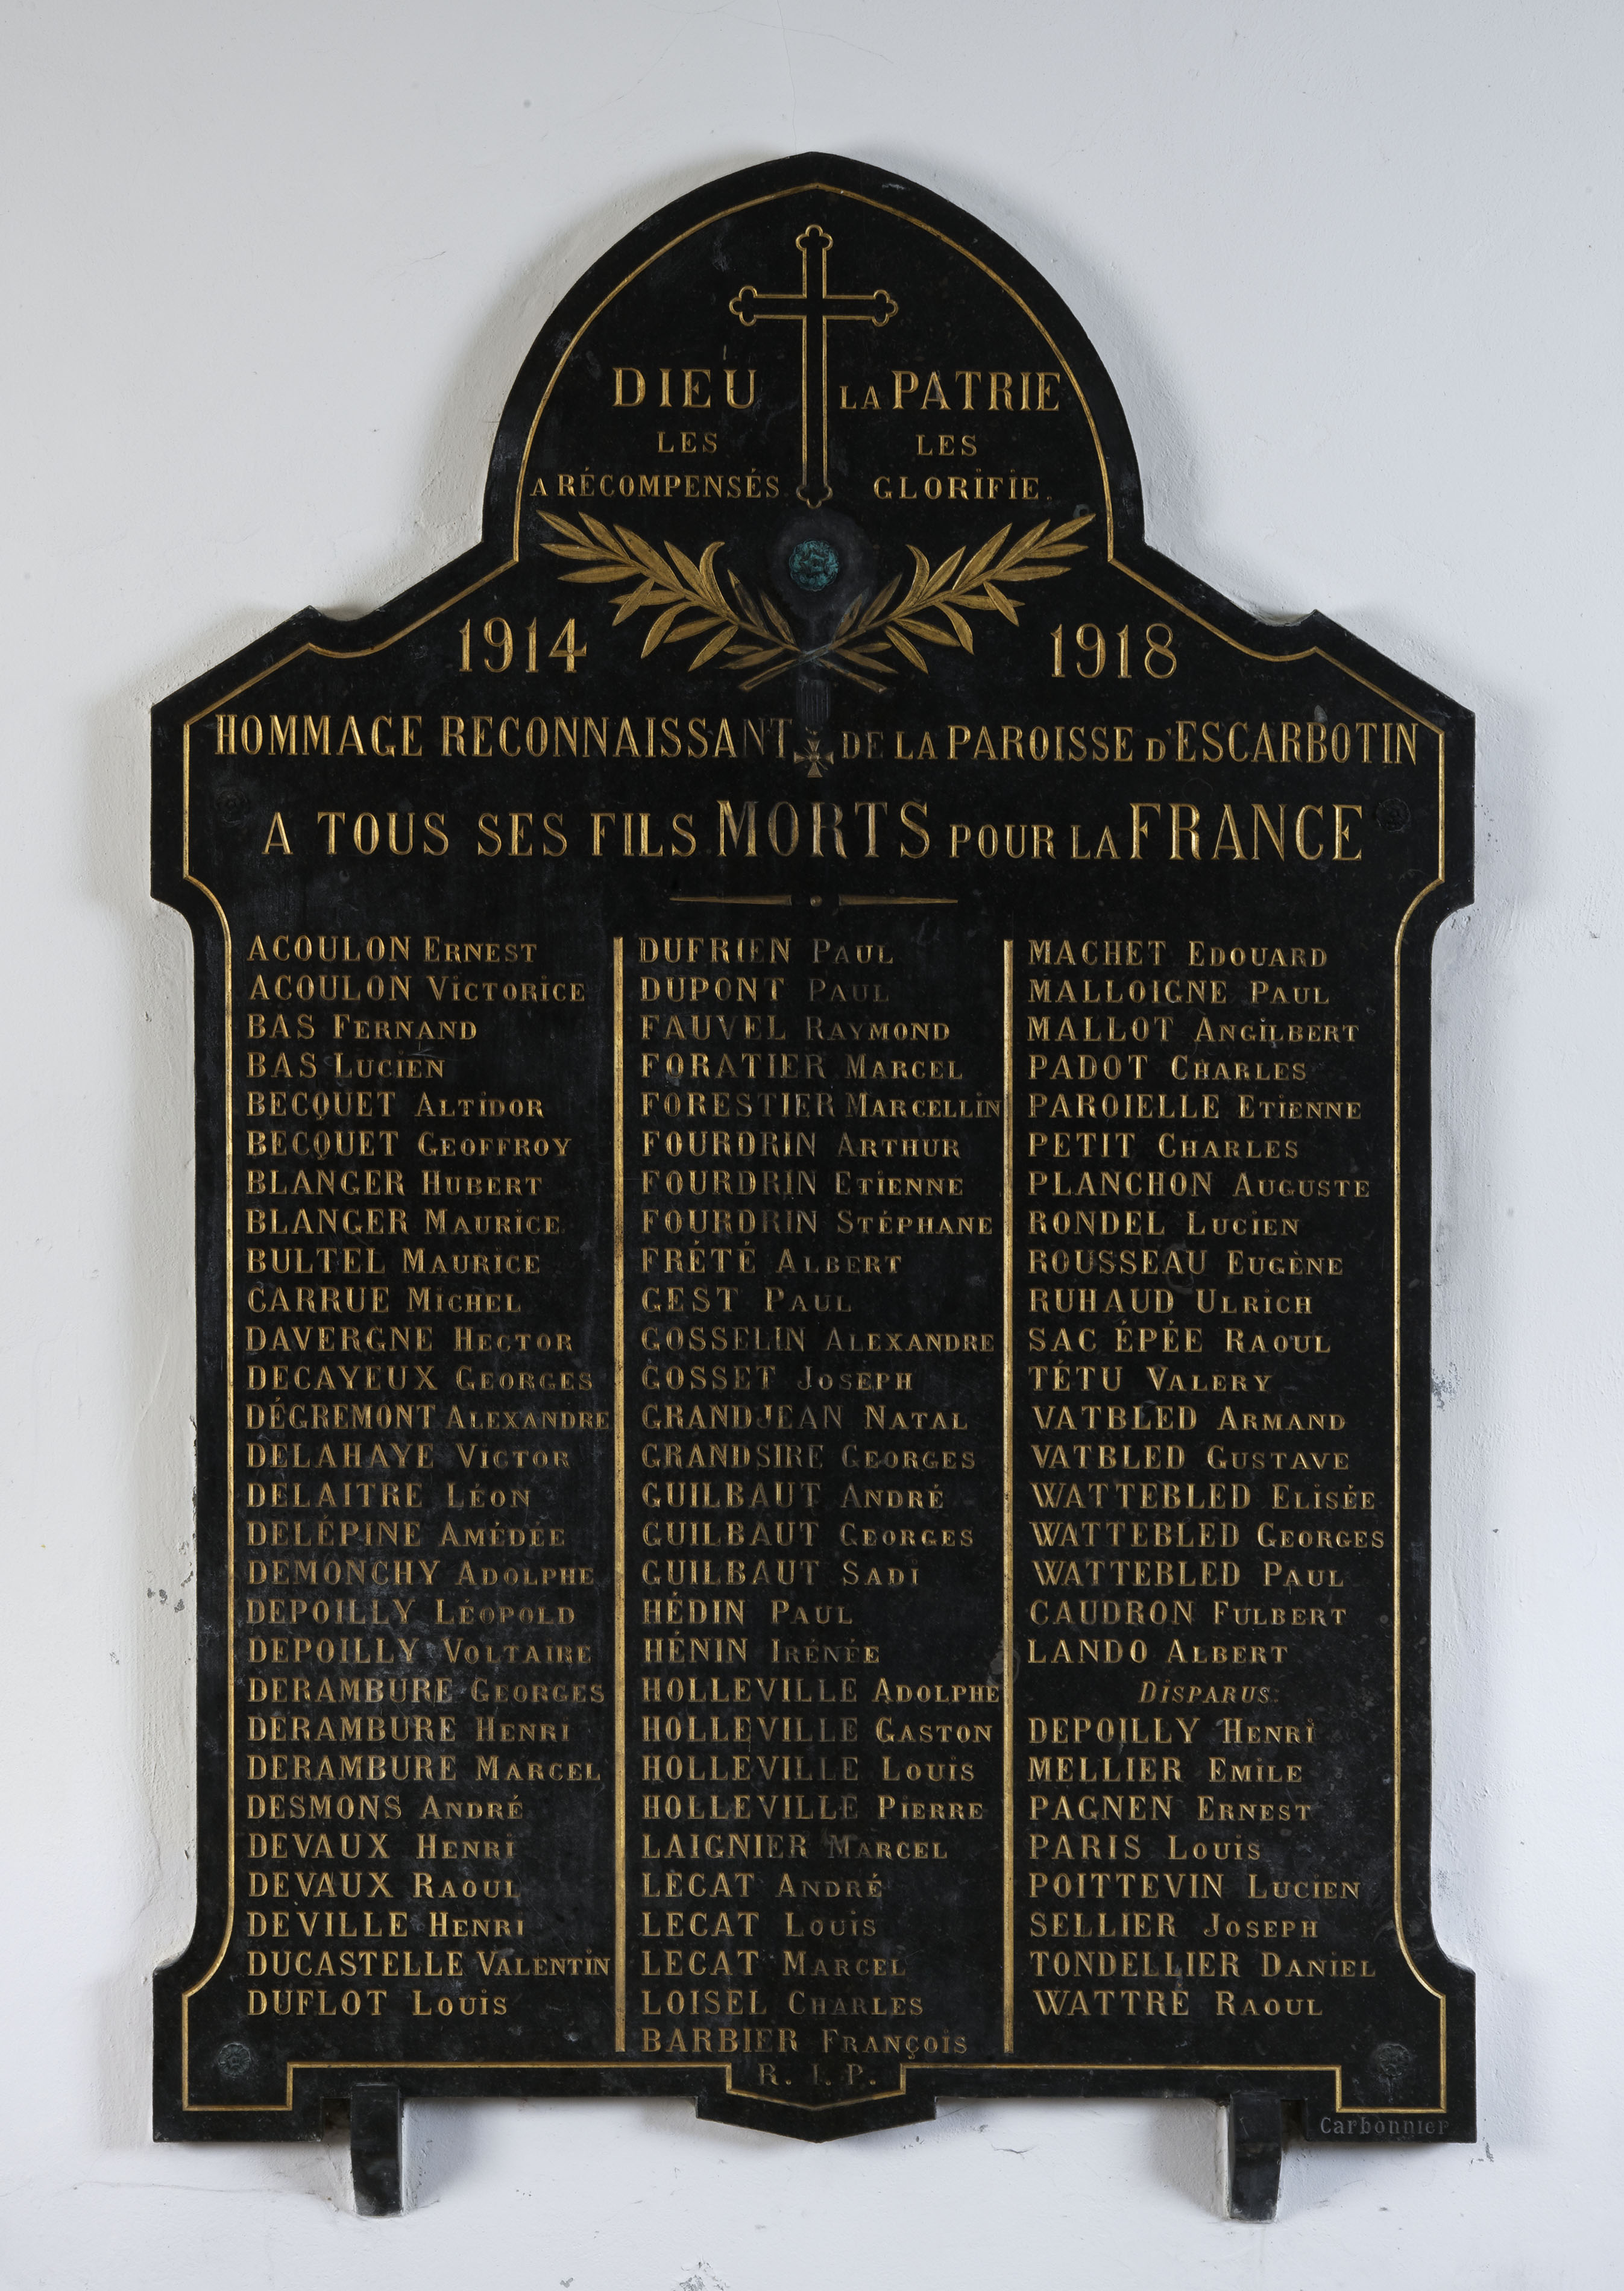 DIEU
LES
A RÉCOMPENSÉS.
LA PATRIE
LES
GLORIFIE.
1914 1918
HOMMAGE RECONNAISSANT DE LA PAROISSE D'ESCARBOTIN
A TOUS SES FILS MORTS POUR LA FRANCE
ACOULON ERNEST
ACOULON VICTORICE
BAS FERNAND
BAS LUCIEN
BECQUET ALTIDOR
BECQUET GEOFFROY
BLANGER HUBERT
BLANGER MAURICE
BULTEL MAURICE
CARRUE MICHEL
DAVERGNE HECTOR
DECAYEUX GEORGES
DÉGREMONT ALEXANDRE
DELAHAYE VICTOR
DELAITRE LÉON
DELÉPINE AMÉDÉE
DEMONCHY ADOLPHE
DEPOILLY LÉOPOLD
DEPOILLY VOLTAIRE
DERAMBURE GEORGES
DERAMBURE HENRI
DERAMBURE MARCEL
DESMONS ANDRÉ
DEVAUX HENRI
DEVAUX RAOUL
DEVILLE HENRI
DUCASTELLE VALENTIN
DUFLOT LOUIS
DUFRIEN PAUL
DUPONT PAUL
FAUVEL RAYMOND
FORATIER MARCEL
FORESTIER MARCELLIN
FOURDRIN ARTHUR
FOURDRIN ETIENNE
FOURDRIN STÉPHANE
FRÉTÉ ALBERT
GEST PAUL
GOSSELIN ALEXANDRE
GOSSET JOSEPH
GRANDJEAN NATAL
GRANDSIRE GEORGES
GUILBAUT ANDRÉ
GUILBAUT GEORGES
GUILBAUT SADI
HÉDIN PAUL
HÉNIN IRÉNÉE
HOLLEVILLE ADOLPHE
HOLLEVILLE GASTON
HOLLEVILLE LOUIS
HOLLEVILLE PIERRE
LAIGNIER MARCEL
LECAT ANDRÉ
LECAT LOUIS
LECAT MARCEL
LOISEL CHARLES
BARBIER FRANÇOIS
MACHET EDOUARD
MALLOIGNE PAUL
MALLOT ANGILBERT
PADOT CHARLES
PAROIELLE ETIENNE
PETIT CHARLES
PLANCHON AUGUSTE
RONDEL LUCIEN
ROUSSEAU EUGÈNE
RUHAUD ULRICH
SAC ÉPÉE RAOUL
TÉTU VALERY
VATBLED ARMAND
VATBLED GUSTAVE
WATTEBLED ELISÉE
WATTEBLED GEORGES
WATTEBLED PAUL
CAUDRON FULBERT
LANDO ALBERT
DISPARUS:
DEPOILLY HENRI
MELLIER EMILE
PAGNEN ERNEST
PARIS LOUIS
POITTEVIN LUCIEN
SELLIER JOSEPH
TONDELLIER DANIEL
WATTRÉ RAOUL
R. I. P.
Carbonnier